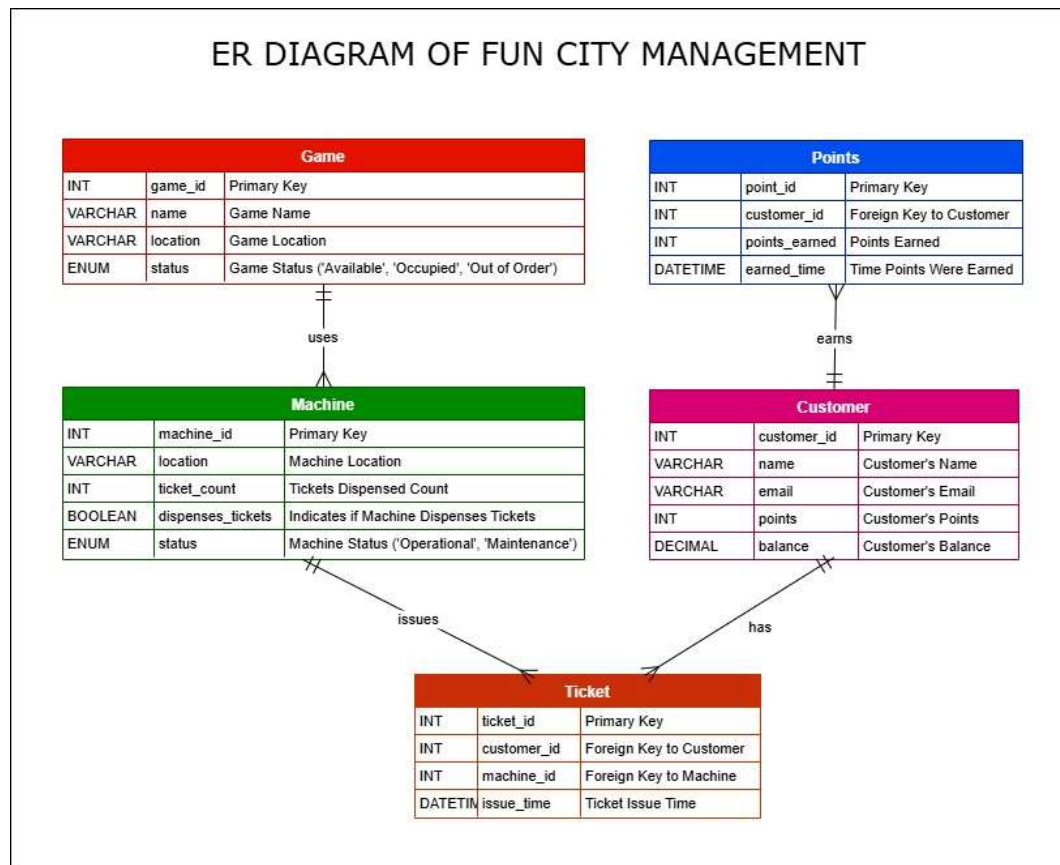 ER DIAGRAM OF FUN CITY MANAGEMENT
Game
INT game_id Primary Key
VARCHAR name Game Name
VARCHAR location Game Location
ENUM status Game Status ('Available', 'Occupied', 'Out of Order')
Points
INT point_id Primary Key
INT customer_id Foreign Key to Customer
INT points_earned Points Earned
DATETIME earned_time Time Points Were Earned
uses
earns
Machine
INT machine_id Primary Key
VARCHAR location Machine Location
INT ticket_count Tickets Dispensed Count
BOOLEAN dispenses_tickets Indicates if Machine Dispenses Tickets
ENUM status Machine Status ('Operational', 'Maintenance')
Customer
INT customer_id Primary Key
VARCHAR name Customer's Name
VARCHAR email Customer's Email
INT points Customer's Points
DECIMAL balance Customer's Balance
issues
has
Ticket
INT ticket_id Primary Key
INT customer_id Foreign Key to Customer
INT machine_id Foreign Key to Machine
DATETIM issue_time Ticket Issue Time